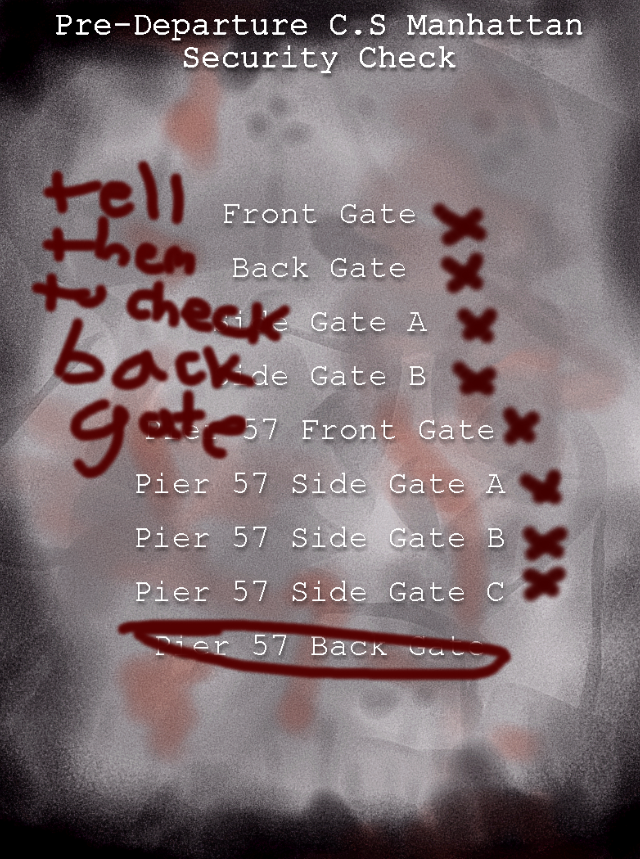 Pre-Departure C.S Manhattan
Security Check
tell
them
to check
back
gate
Front Gate
Back Gate
Side Gate A
Side Gate B
Pier 57 Front Gate
Pier 57 Side Gate A
Pier 57 Side Gate B
Pier 57 Side Gate C
Pier 57 Back Gate